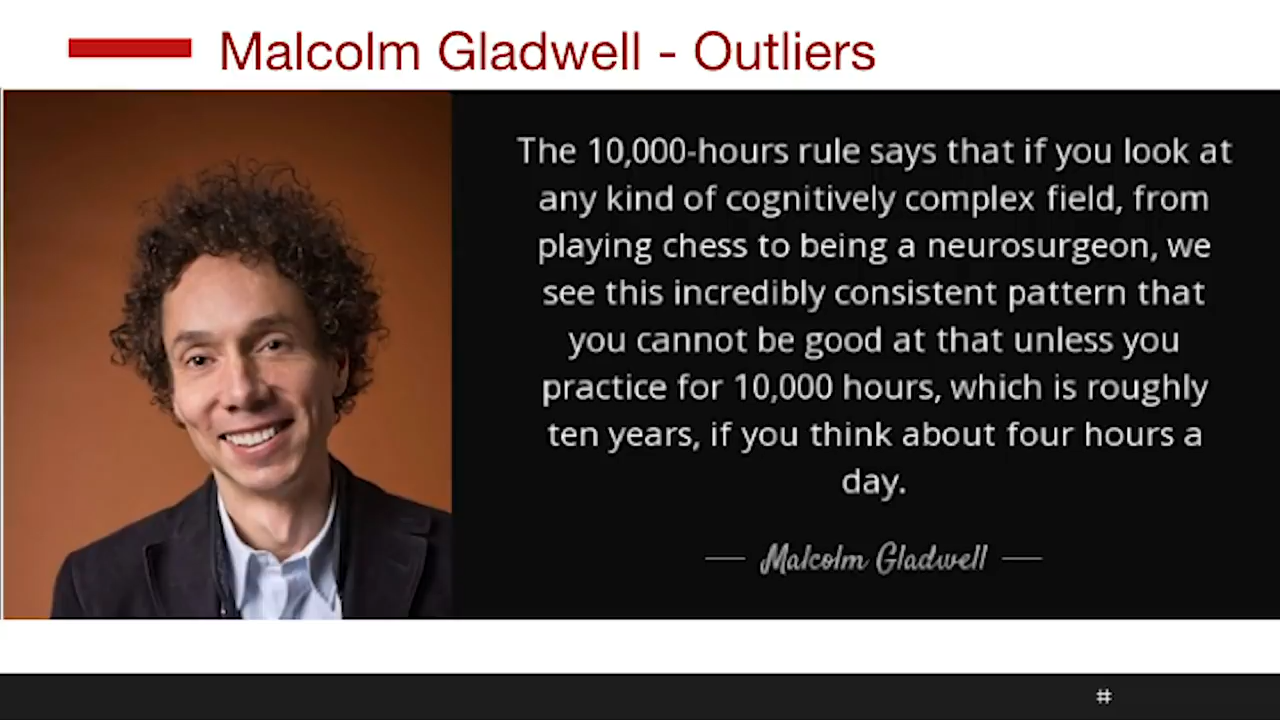 Malcolm Gladwell - Outliers
The 10,000-hours rule says that if you look at
any kind of cognitively complex field, from
playing chess to being a neurosurgeon, we
see this incredibly consistent pattern that
you cannot be good at that unless you
practice for 10,000 hours, which is roughly
ten years, if you think about four hours a
day.
Malcolm Gladwell
#